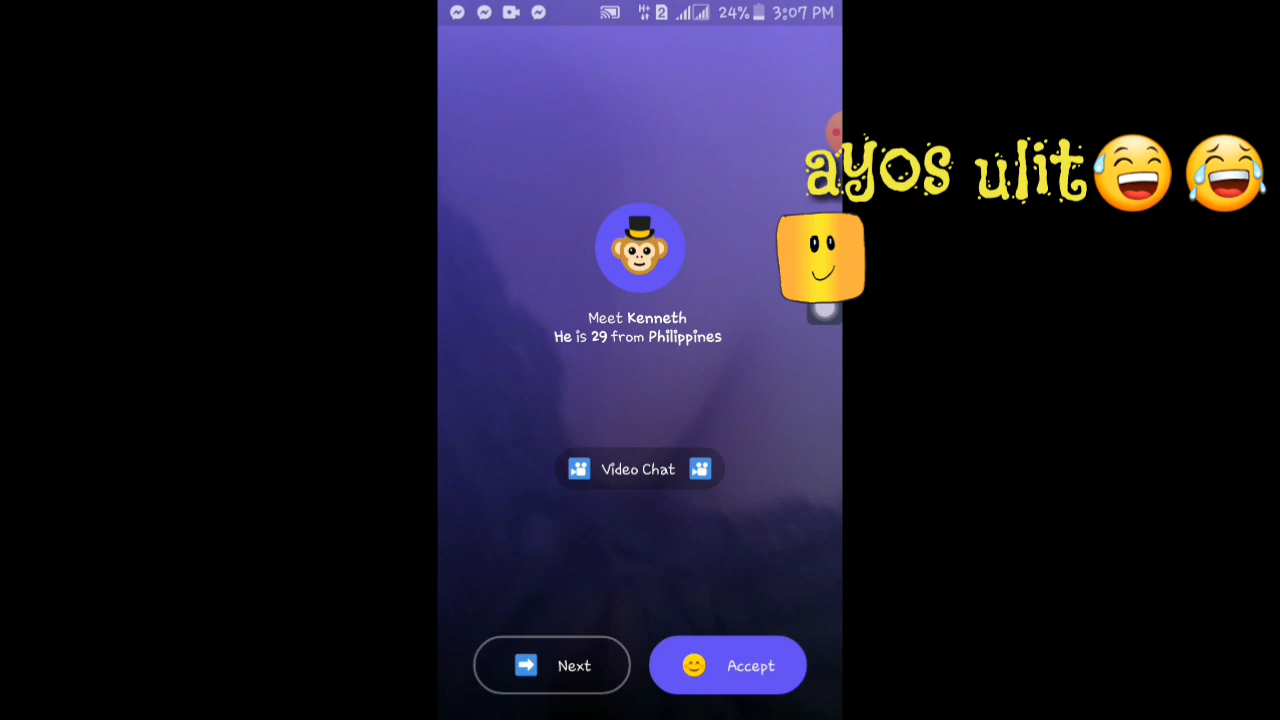 24% 3:07 PM
ayos ulit
Meet Kenneth
He is 29 from Philippines
Video Chat
Next
Accept